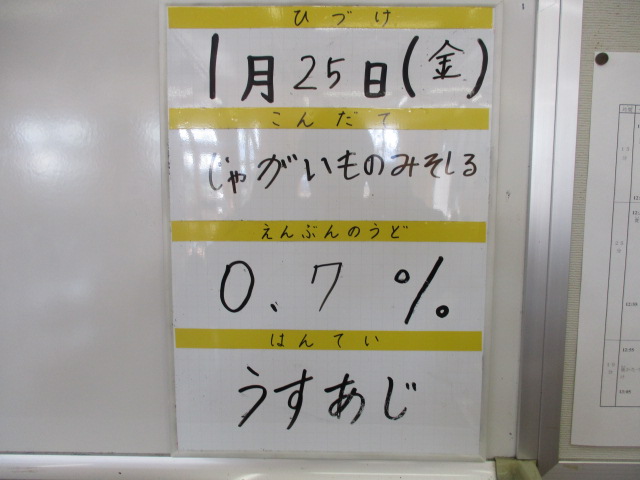 ひづけ
1月25日(金)
こんだて
じゃがいものみそしる
えんぶんのうど
0.7%
はんてい
うすあじ